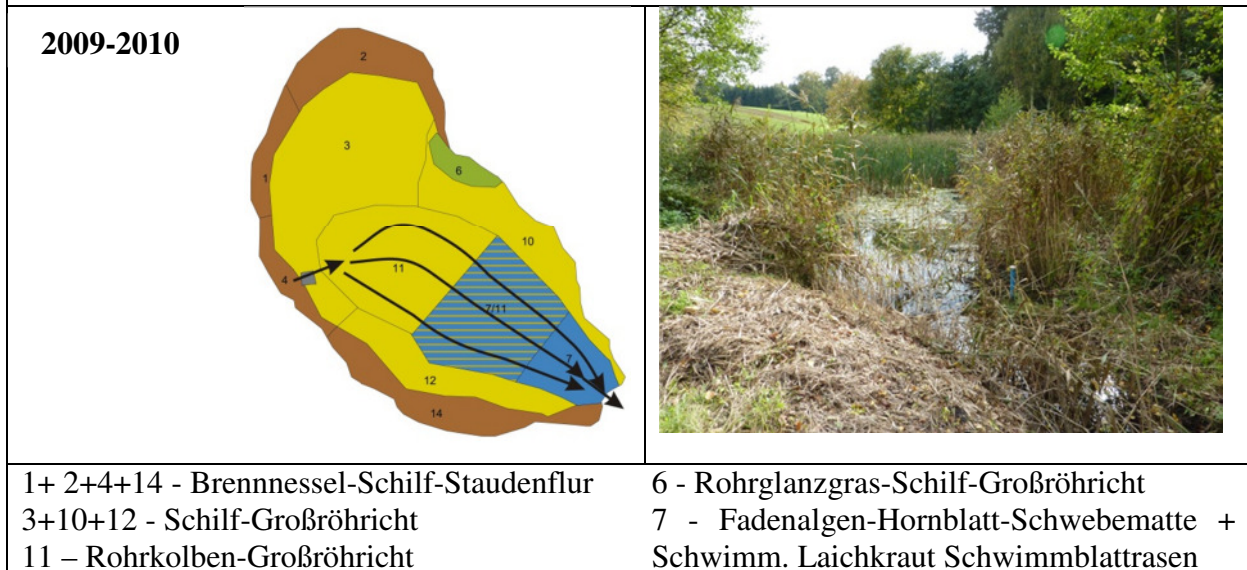 2009-2010
2
3
1
6
10
4
11
7/11
7
12
14
1+ 2+4+14 - Brennnessel-Schilf-Staudenflur
3+10+12 - Schilf-Großröhricht
11 – Rohrkolben-Großröhricht
6 - Rohrglanzgras-Schilf-Großröhricht
7 - Fadenalgen-Hornblatt-Schwebematte +
Schwimm. Laichkraut Schwimmblattrasen